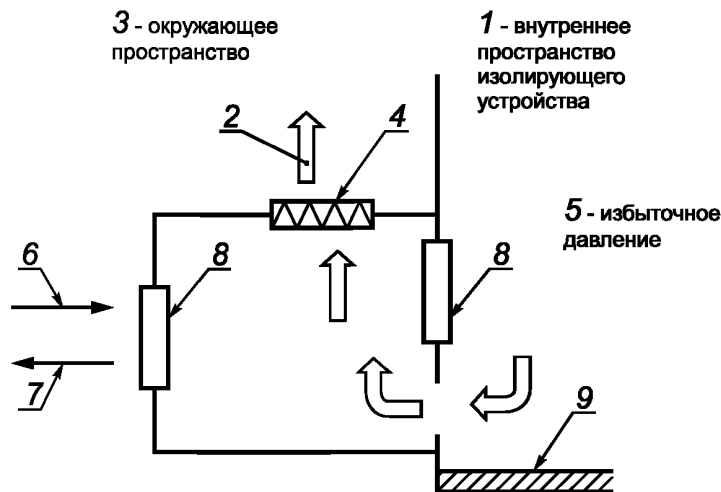 3 - окружающее
пространство
1 - внутреннее
пространство
изолирующего
устройства
2
4
5 - избыточное
давление
6
8
8
7
9